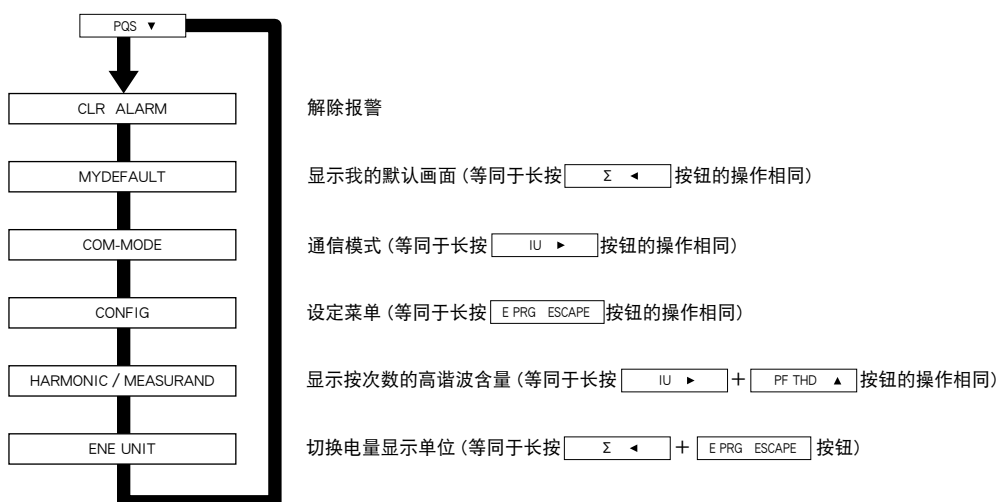 PQS ▼
CLR ALARM 解除报警
MYDEFAULT 显示我的默认画面（等同于长按 Σ ◄ 按钮的操作相同）
COM-MODE 通信模式（等同于长按 IU ► 按钮的操作相同）
CONFIG 设定菜单（等同于长按 E PRG ESCAPE 按钮的操作相同）
HARMONIC / MEASURAND 显示按次数的高谐波含量（等同于长按 IU ► + PF THD ▲ 按钮的操作相同）
ENE UNIT 切换电量显示单位（等同于长按 Σ ◄ + E PRG ESCAPE 按钮）